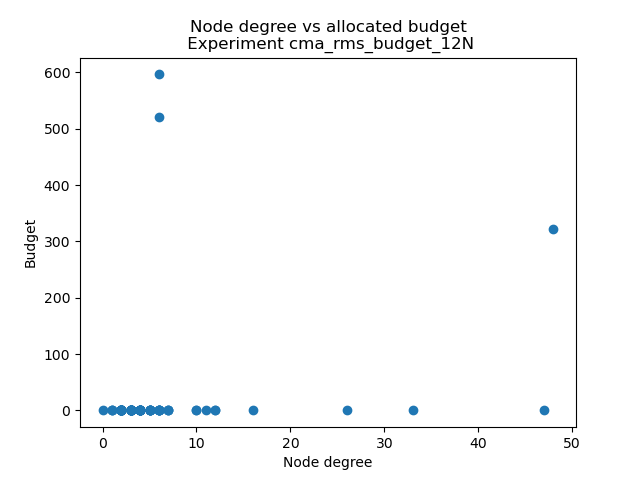 Node degree vs allocated budget
Experiment cma_rms_budget_12N
600
500
400
300
200
100
0
Budget
0 10 20 30 40 50
Node degree